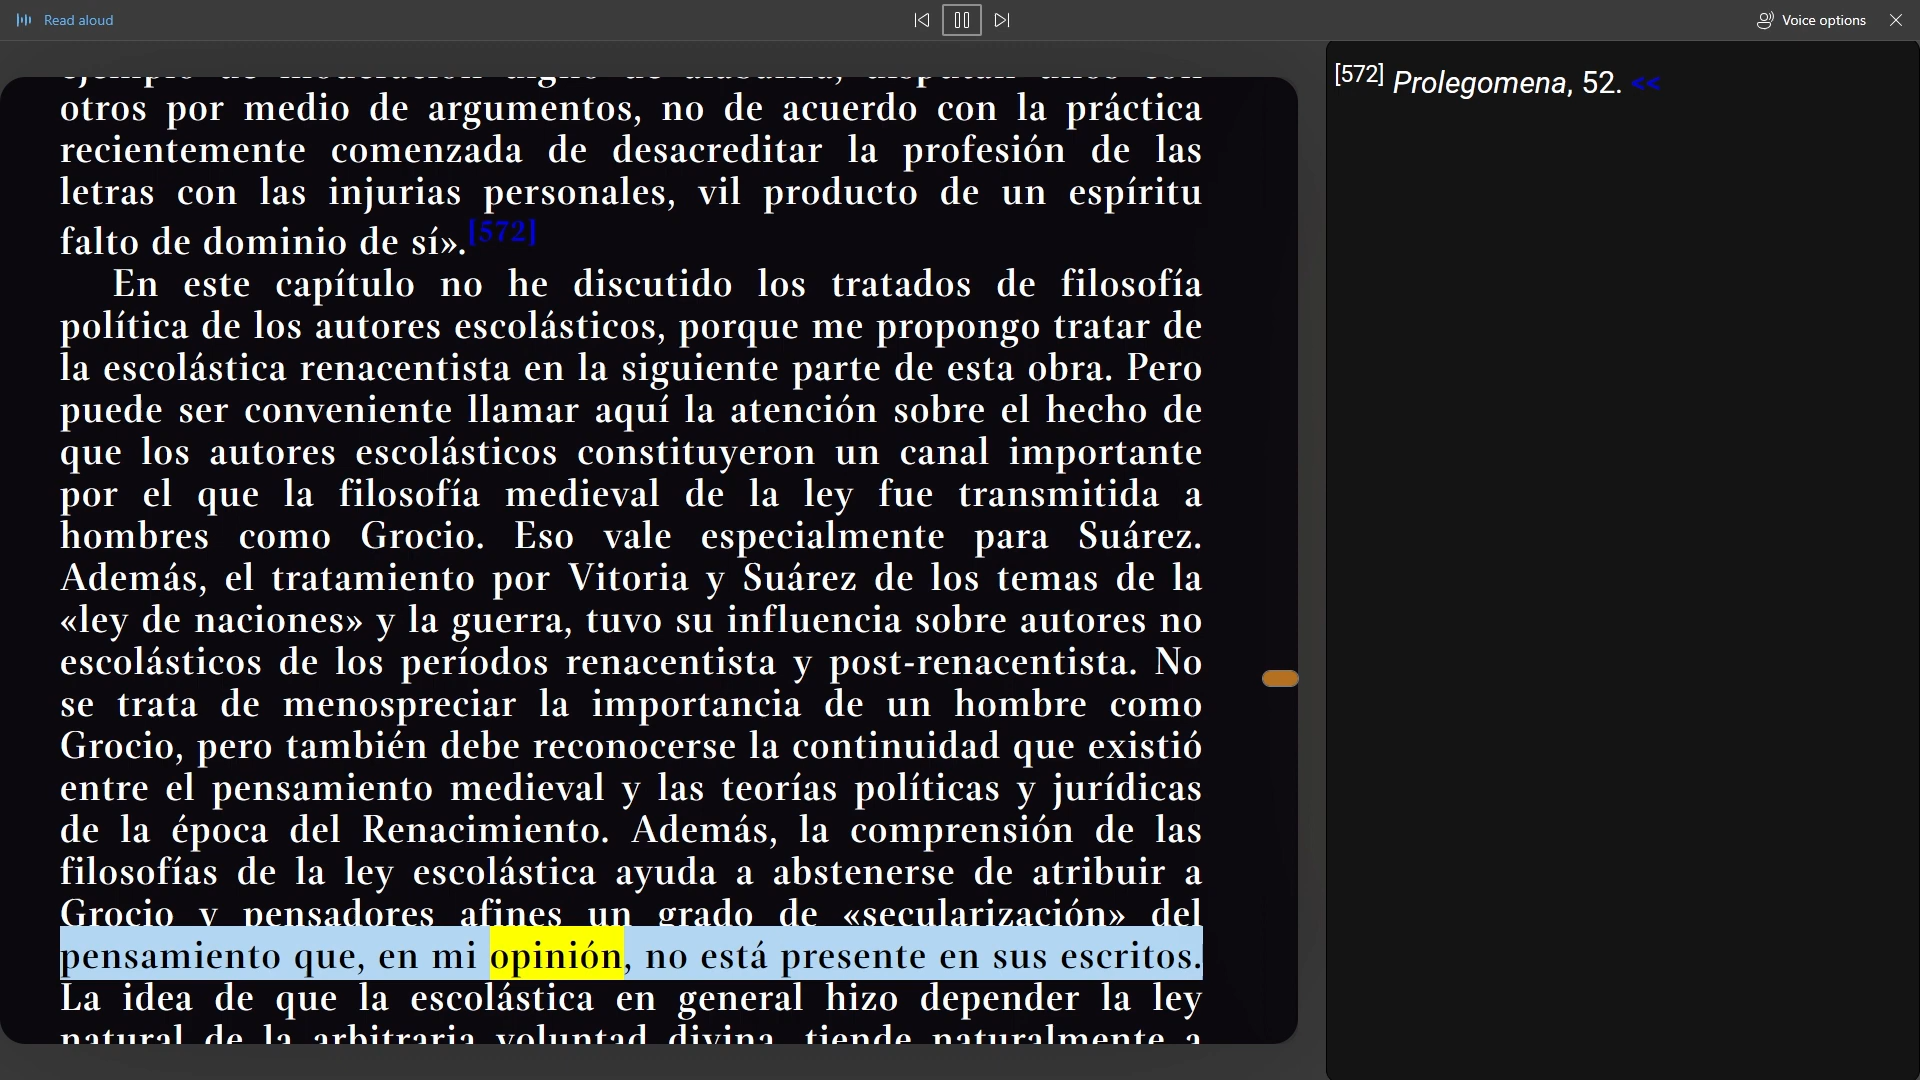 Read aloud
Voice options
otros por medio de argumentos, no de acuerdo con la práctica
recientemente comenzada de desacreditar la profesión de las
letras con las injurias personales, vil producto de un espíritu
falto de dominio de sí».[572]
En este capítulo no he discutido los tratados de filosofía
política de los autores escolásticos, porque me propongo tratar de
la escolástica renacentista en la siguiente parte de esta obra. Pero
puede ser conveniente llamar aquí la atención sobre el hecho de
que los autores escolásticos constituyeron un canal importante
por el que la filosofía medieval de la ley fue transmitida a
hombres como Grocio. Eso vale especialmente para Suárez.
Además, el tratamiento por Vitoria y Suárez de los temas de la
«ley de naciones» y la guerra, tuvo su influencia sobre autores no
escolásticos de los períodos renacentista y post-renacentista. No
se trata de menospreciar la importancia de un hombre como
Grocio, pero también debe reconocerse la continuidad que existió
entre el pensamiento medieval y las teorías políticas y jurídicas
de la época del Renacimiento. Además, la comprensión de las
filosofías de la ley escolástica ayuda a abstenerse de atribuir a
Grocio y pensadores afines un grado de «secularización» del
pensamiento que, en mi opinión, no está presente en sus escritos.
La idea de que la escolástica en general hizo depender la ley
natural de la arbitraria voluntad divina, tiende naturalmente a
[572] Prolegomena, 52. <<